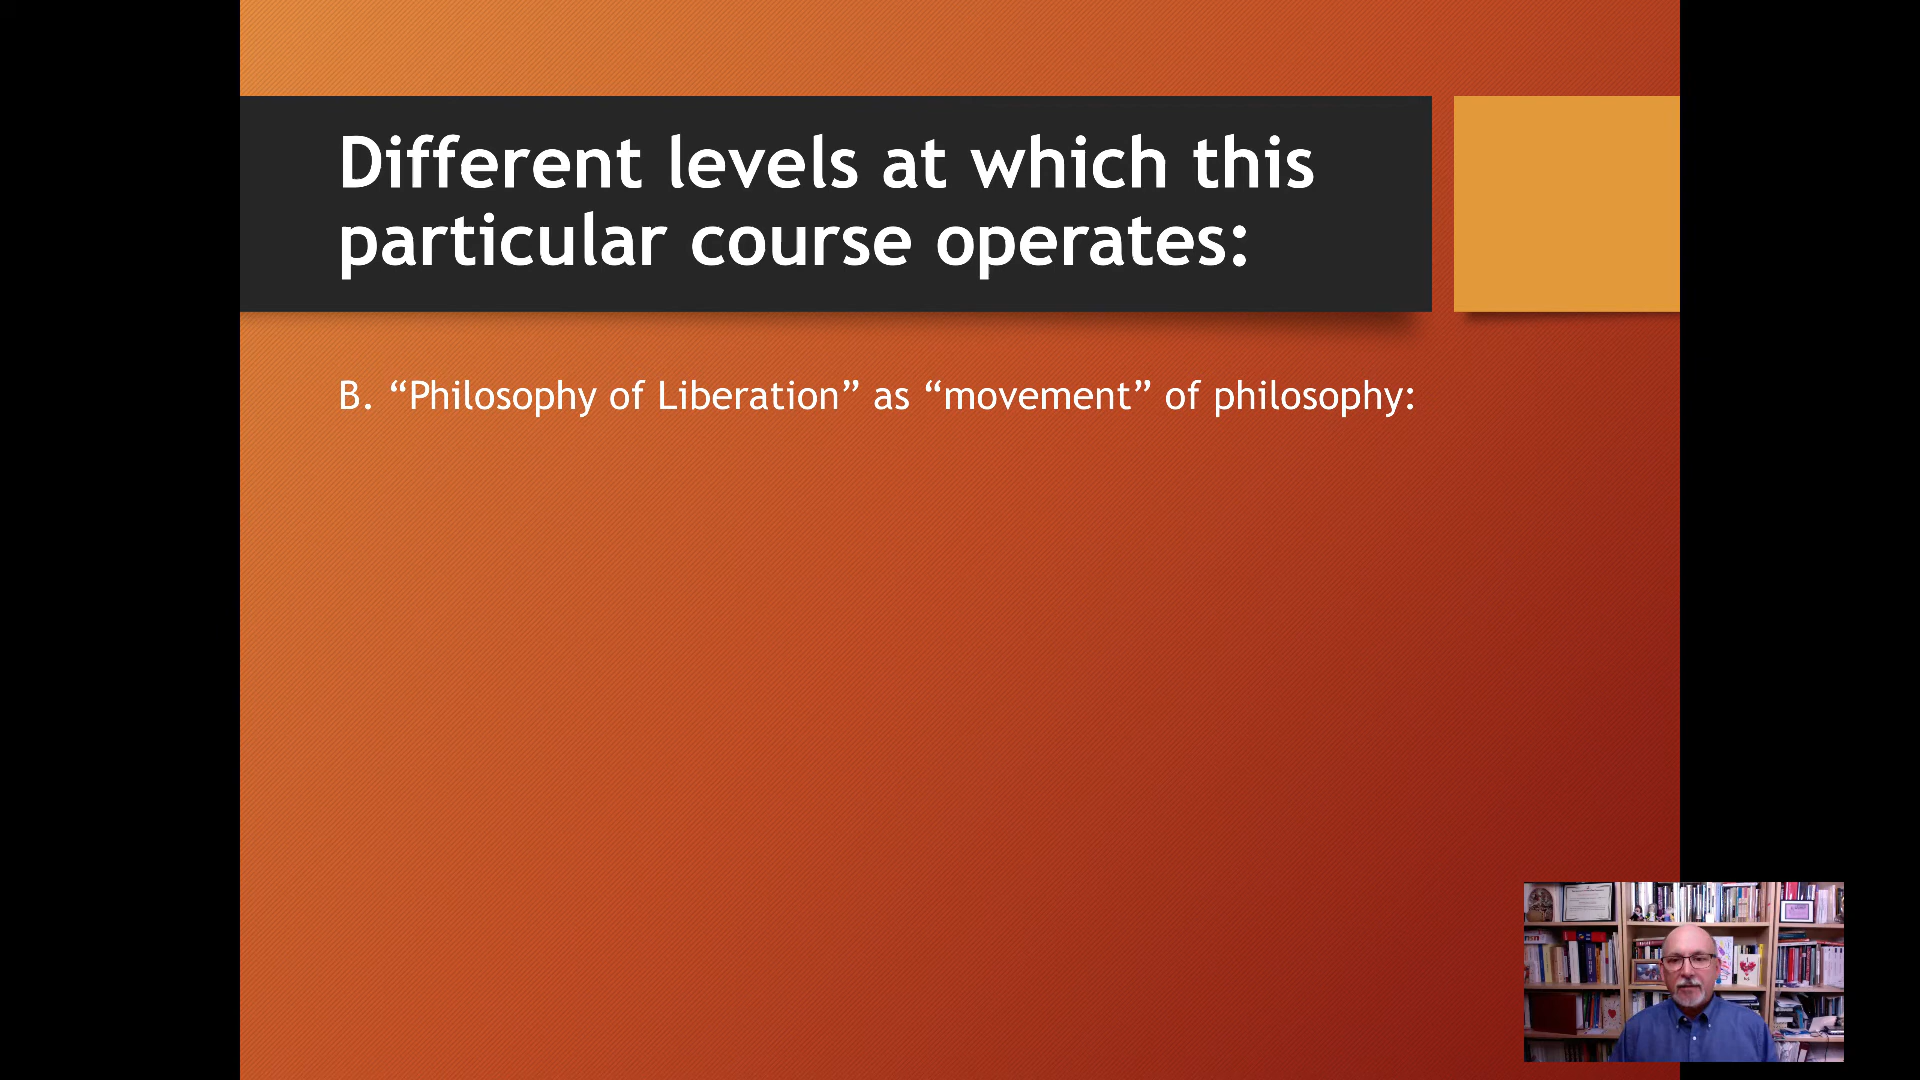 Different levels at which this
particular course operates:
B. “Philosophy of Liberation” as “movement” of philosophy: